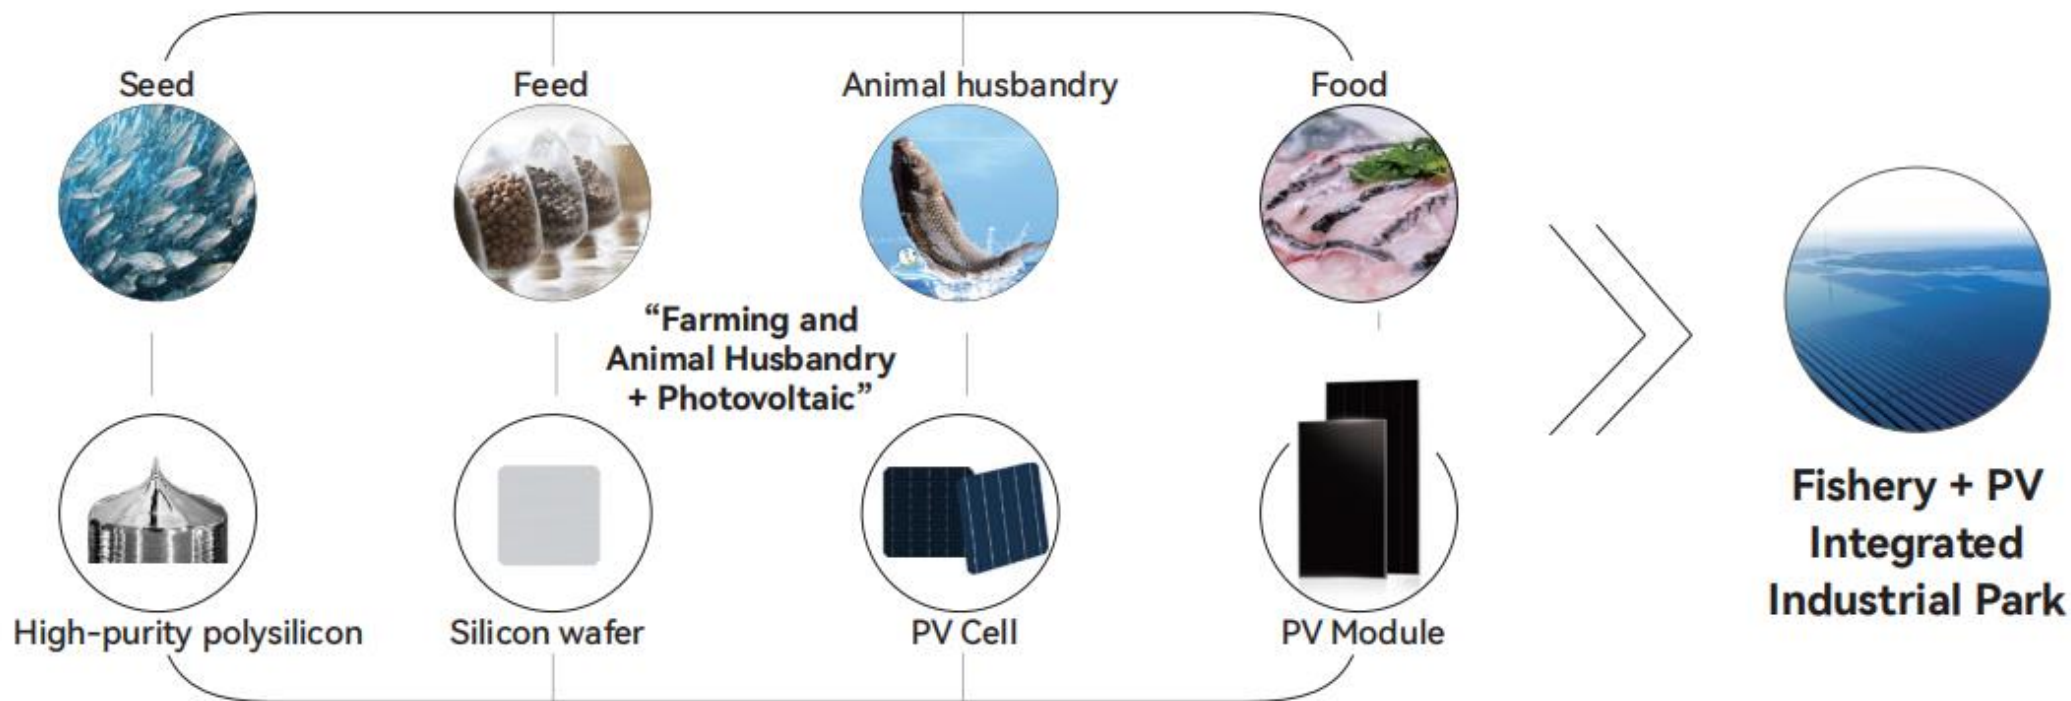 Seed
Feed
Animal husbandry
Food
“Farming and
Animal Husbandry
+ Photovoltaic”
High-purity polysilicon
Silicon wafer
PV Cell
PV Module
Fishery + PV
Integrated
Industrial Park